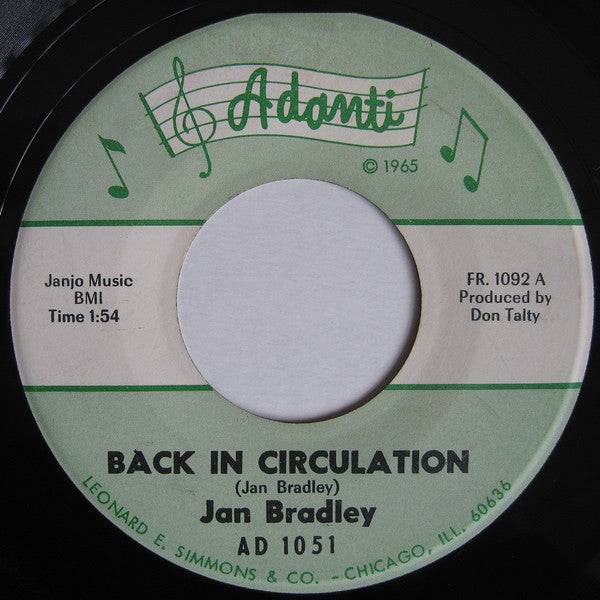 Adanti
© 1965
Janjo Music
BMI
Time 1:54
FR. 1092 A
Produced by
Don Talty
BACK IN CIRCULATION
(Jan Bradley)
Jan Bradley
AD 1051
LEONARD E. SIMMONS & CO. - CHICAGO, ILL. 60636